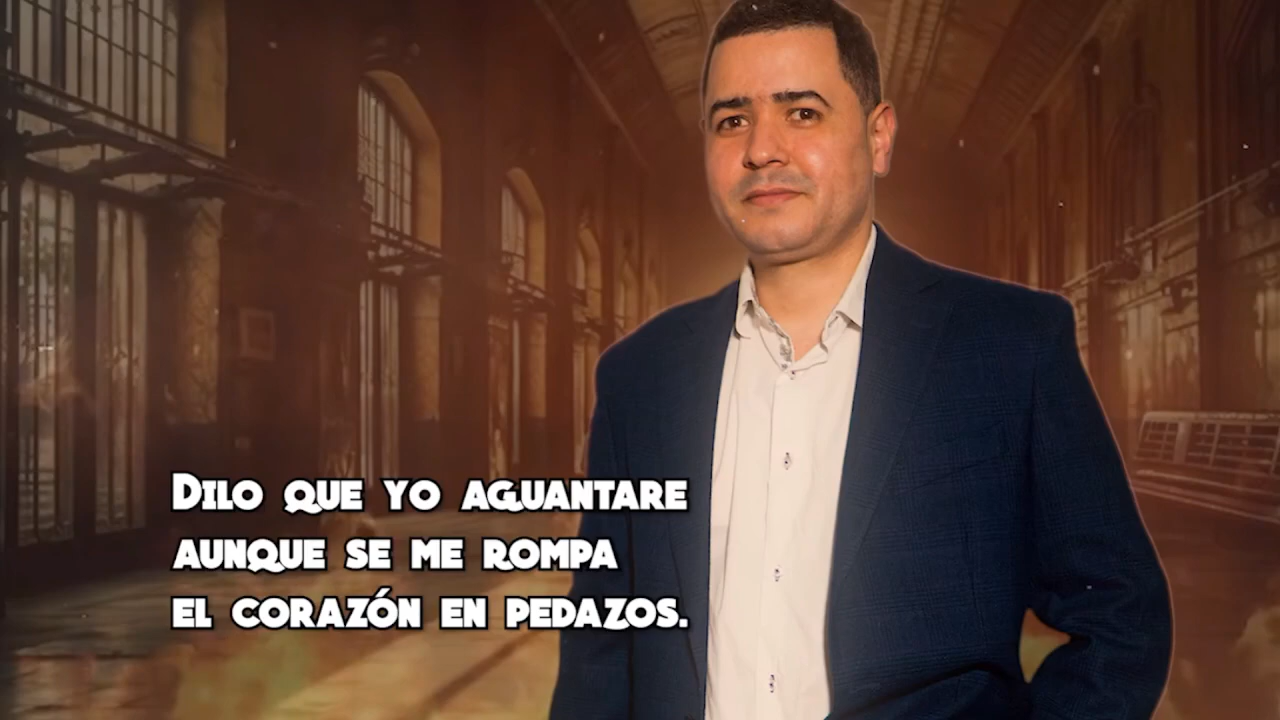 Dilo que yo aguantare
aunque se me rompa
el corazón en pedazos.